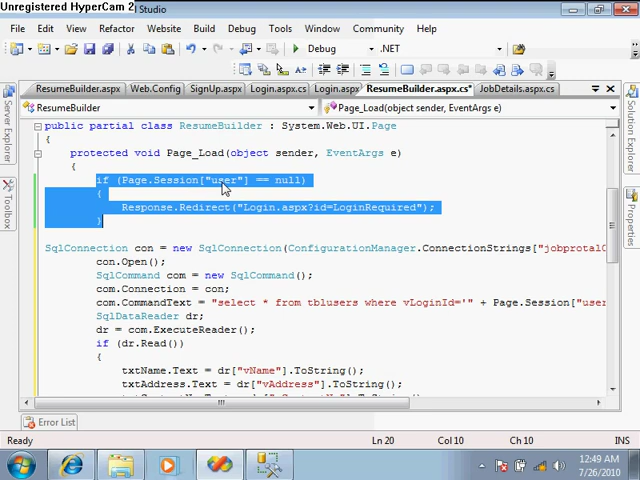 Unregistered HyperCam 2
Studio
File Edit View Refactor Website Build Debug Tools Window Community Help
Debug .NET
ResumeBuilder.aspx Web.Config SignUp.aspx Login.aspx.cs Login.aspx ResumeBuilder.aspx.cs* JobDetails.aspx.cs
ResumeBuilder Page_Load(object sender, EventArgs e)
Server Explorer
Toolbox
Solution Explorer
Properties
public partial class ResumeBuilder : System.Web.UI.Page
{
protected void Page_Load(object sender, EventArgs e)
{
if (Page.Session["user"] == null)
{
Response.Redirect("Login.aspx?id=LoginRequired");
}
SqlConnection con = new SqlConnection(ConfigurationManager.ConnectionStrings["jobprotal
con.Open();
SqlCommand com = new SqlCommand();
com.Connection = con;
com.CommandText = "select * from tblusers where vLoginId='" + Page.Session["user
SqlDataReader dr;
dr = com.ExecuteReader();
if (dr.Read())
{
txtName.Text = dr["vName"].ToString();
txtAddress.Text = dr["vAddress"].ToString();
Error List
Ready Ln 20 Col 10 Ch 10 INS
12:49 AM
7/26/2010